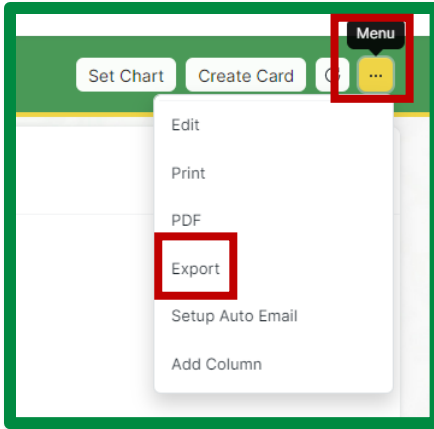 Menu
Set Chart Create Card ...
Edit
Print
PDF
Export
Setup Auto Email
Add Column